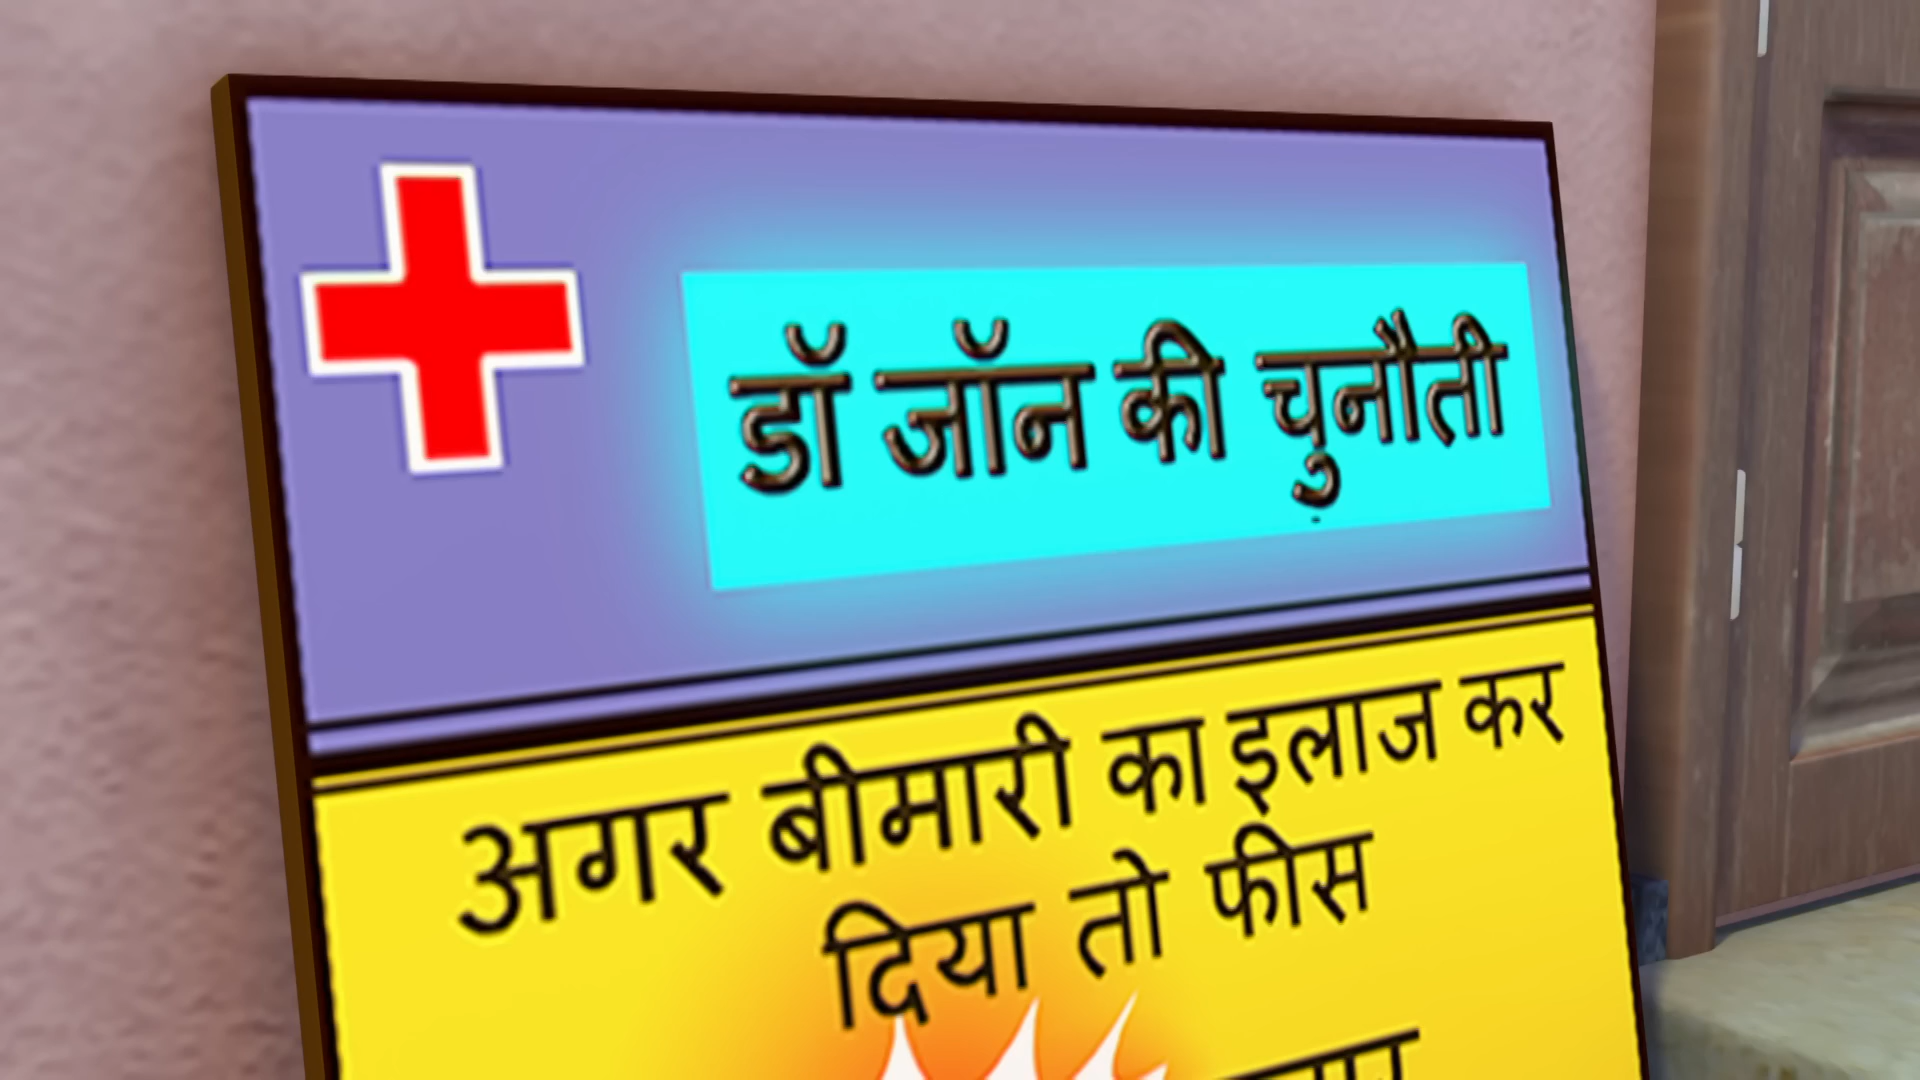 डॉ जॉन की चुनौती
अगर बीमारी का इलाज कर
दिया तो फीस